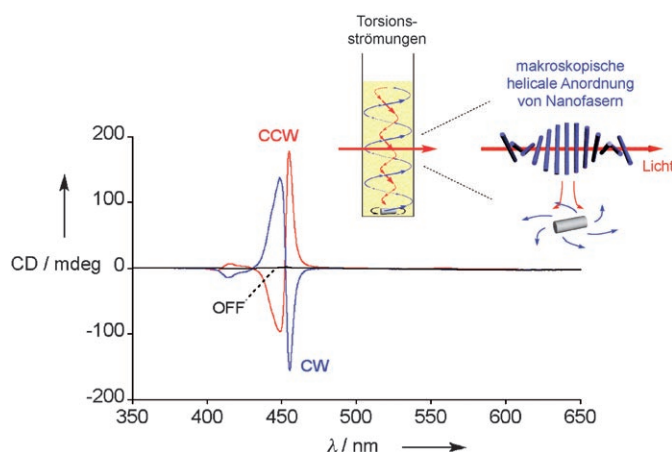 Torsions-
strömungen
makroskopische
helicale Anordnung
von Nanofasern
Licht
200
100
0
-100
-200
CD / mdeg
CCW
OFF
CW
350
400
450
500
550
600
650
λ / nm